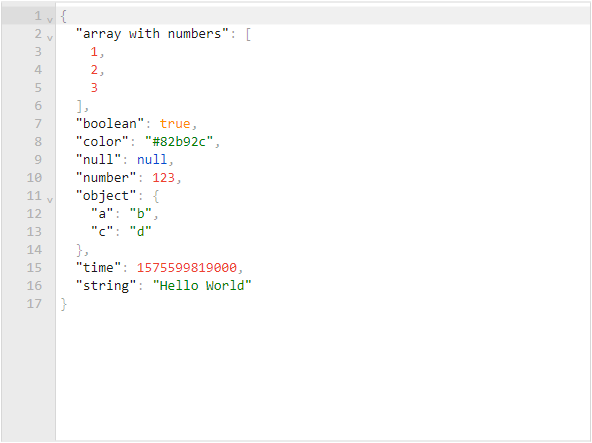 1 {
2   "array with numbers": [
3     1,
4     2,
5     3
6   ],
7   "boolean": true,
8   "color": "#82b92c",
9   "null": null,
10   "number": 123,
11   "object": {
12     "a": "b",
13     "c": "d"
14   },
15   "time": 1575599819000,
16   "string": "Hello World"
17 }